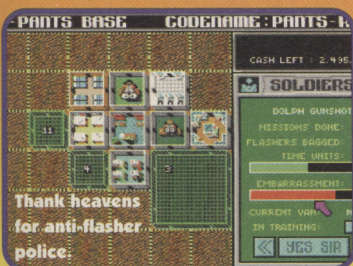 -PANTS BASE CODENAME:PANTS-
CASH LEFT : 2,495,
SOLDIERS
DOLPH GUNSHOT
MISSIONS DONE:
FLASHERS BAGGED:
TIME UNITS:
EMBARRASSMENT:
CURRENT VAN:
IN TRAINING:
YES SIR
11
4
3
Thank heavens
for anti-flasher
police.